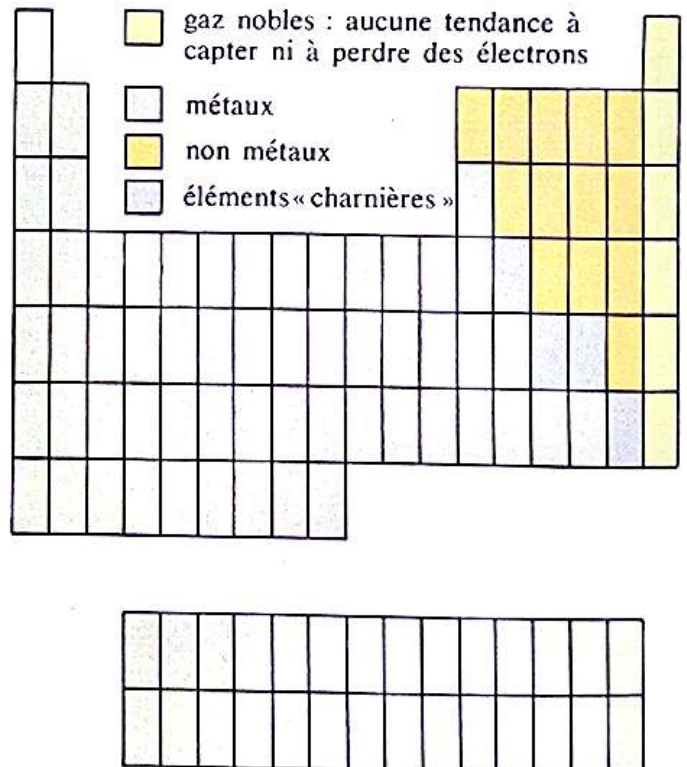 gaz nobles : aucune tendance à
capter ni à perdre des électrons
métaux
non métaux
éléments « charnières »